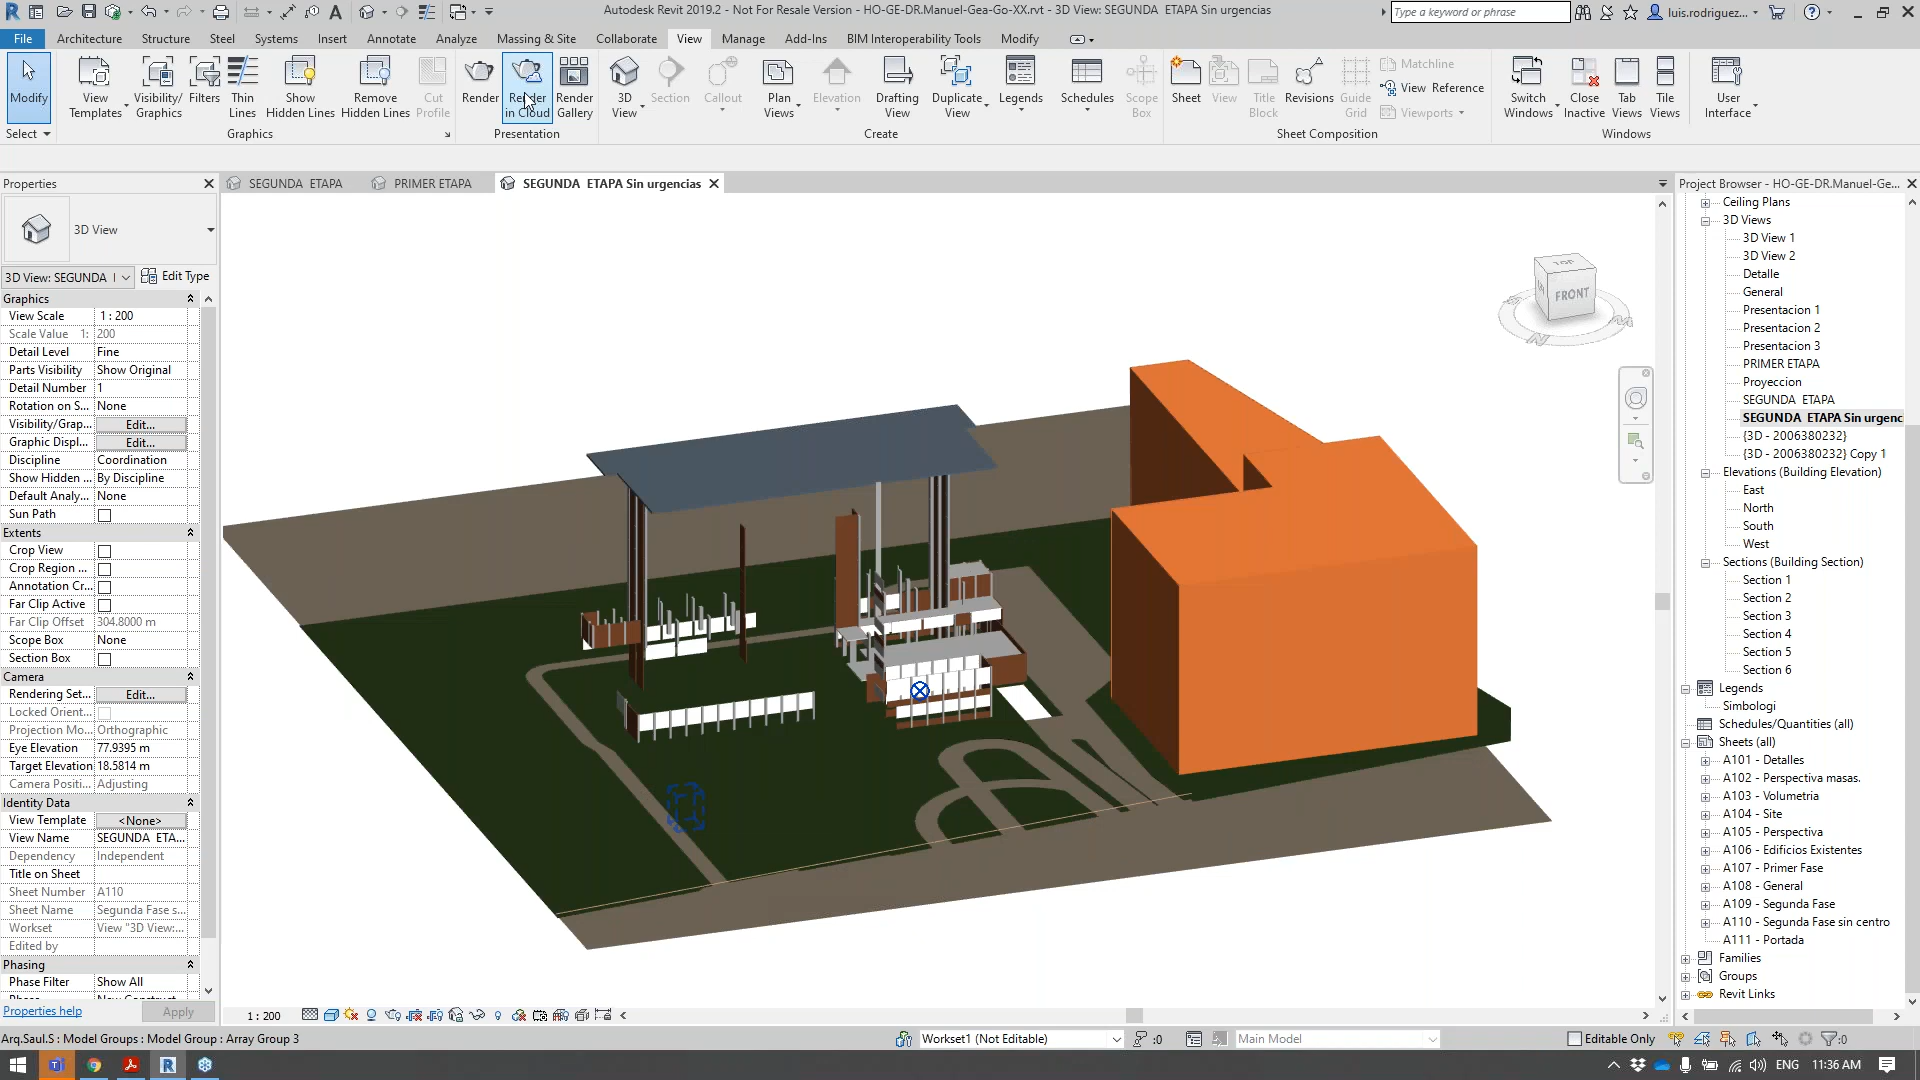 Autodesk Revit 2019.2 - Not For Resale Version - HO-GE-DR.Manuel-Gea-Go-XX.rvt - 3D View: SEGUNDA ETAPA Sin urgencias
Type a keyword or phrase
luis.rodriguez...
File Architecture Structure Steel Systems Insert Annotate Analyze Massing & Site Collaborate View Manage Add-Ins BIM Interoperability Tools Modify
Modify
View Templates
Visibility/ Graphics
Filters
Thin Lines
Show Hidden Lines
Remove Hidden Lines
Cut Profile
Render
Render in Cloud
Render Gallery
3D View
Section
Callout
Plan Views
Elevation
Drafting View
Duplicate View
Legends
Schedules
Scope Box
Sheet
View
Title Block
Revisions
Guide Grid
Matchline
View Reference
Viewports
Switch Windows
Close Inactive
Tab Views
Tile Views
User Interface
Select Graphics Presentation Create Sheet Composition Windows
Properties
SEGUNDA ETAPA
PRIMER ETAPA
SEGUNDA ETAPA Sin urgencias
Project Browser - HO-GE-DR.Manuel-Ge...
3D View
3D View: SEGUNDA
Edit Type
Graphics
View Scale 1 : 200
Scale Value 1: 200
Detail Level Fine
Parts Visibility Show Original
Detail Number 1
Rotation on S... None
Visibility/Grap... Edit...
Graphic Displ... Edit...
Discipline Coordination
Show Hidden ... By Discipline
Default Analy... None
Sun Path
Extents
Crop View
Crop Region ...
Annotation Cr...
Far Clip Active
Far Clip Offset 304.8000 m
Scope Box None
Section Box
Camera
Rendering Set... Edit...
Locked Orient...
Projection Mo... Orthographic
Eye Elevation 77.9395 m
Target Elevation 18.5814 m
Camera Positi... Adjusting
Identity Data
View Template <None>
View Name SEGUNDA ETA...
Dependency Independent
Title on Sheet
Sheet Number A110
Sheet Name Segunda Fase s...
Workset View "3D View:...
Edited by
Phasing
Phase Filter Show All
Properties help
Apply
TOP
FRONT
Ceiling Plans
3D Views
3D View 1
3D View 2
Detalle
General
Presentacion 1
Presentacion 2
Presentacion 3
PRIMER ETAPA
Proyeccion
SEGUNDA ETAPA
SEGUNDA ETAPA Sin urgenc
{3D - 2006380232}
{3D - 2006380232} Copy 1
Elevations (Building Elevation)
East
North
South
West
Sections (Building Section)
Section 1
Section 2
Section 3
Section 4
Section 5
Section 6
Legends
Simbologi
Schedules/Quantities (all)
Sheets (all)
A101 - Detalles
A102 - Perspectiva masas.
A103 - Volumetria
A104 - Site
A105 - Perspectiva
A106 - Edificios Existentes
A107 - Primer Fase
A108 - General
A109 - Segunda Fase
A110 - Segunda Fase sin centro
A111 - Portada
Families
Groups
Revit Links
1 : 200
Arq.Saul.S : Model Groups : Model Group : Array Group 3
Workset1 (Not Editable)
:0
Main Model
Editable Only
:0
ENG 11:36 AM